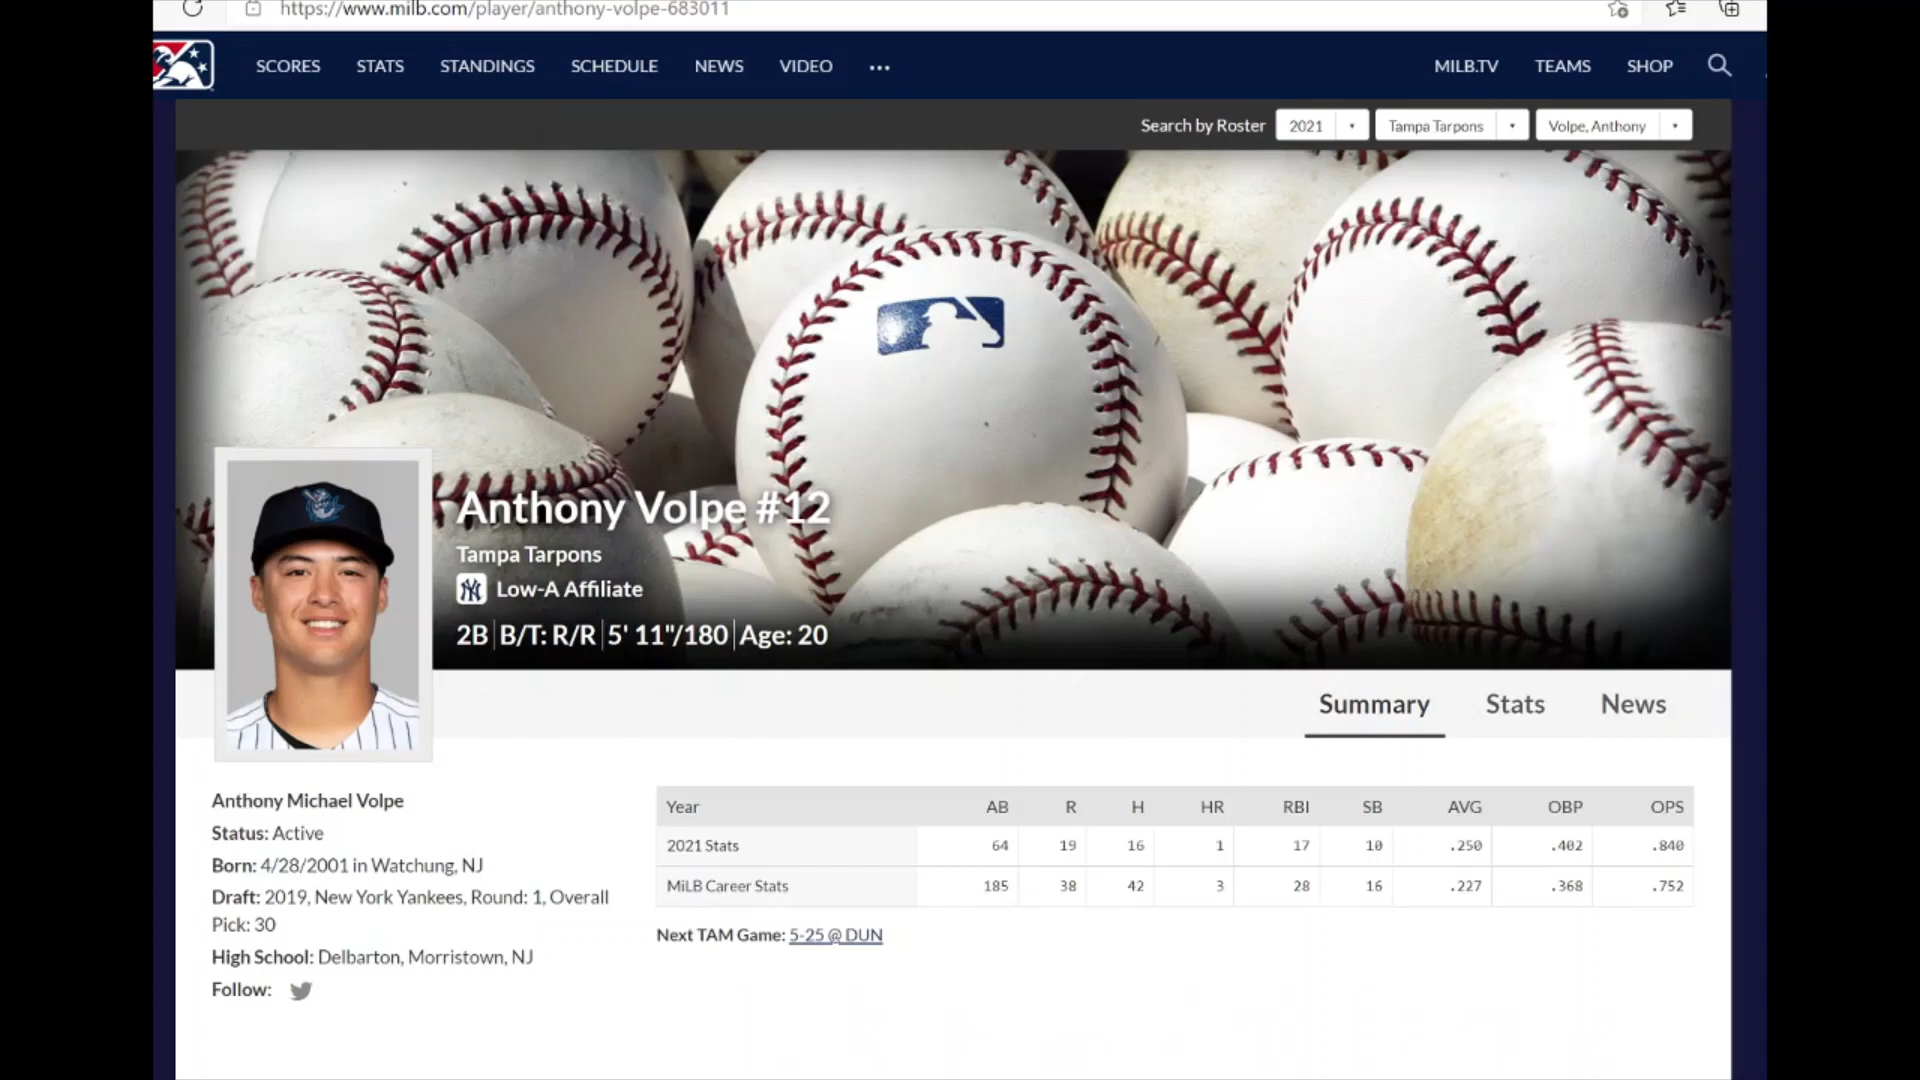 https://www.milb.com/player/anthony-volpe-683011
SCORES STATS STANDINGS SCHEDULE NEWS VIDEO ... MILB.TV TEAMS SHOP
Search by Roster 2021 Tampa Tarpons Volpe, Anthony
Anthony Volpe #12
Tampa Tarpons
NY Low-A Affiliate
2B B/T: R/R 5' 11"/180 Age: 20
Summary Stats News
Anthony Michael Volpe
Status: Active
Born: 4/28/2001 in Watchung, NJ
Draft: 2019, New York Yankees, Round: 1, Overall
Pick: 30
High School: Delbarton, Morristown, NJ
Follow:
Year AB R H HR RBI SB AVG OBP OPS
2021 Stats 64 19 16 1 17 10 .250 .402 .840
MiLB Career Stats 185 38 42 3 28 16 .227 .368 .752
Next TAM Game: 5-25 @ DUN